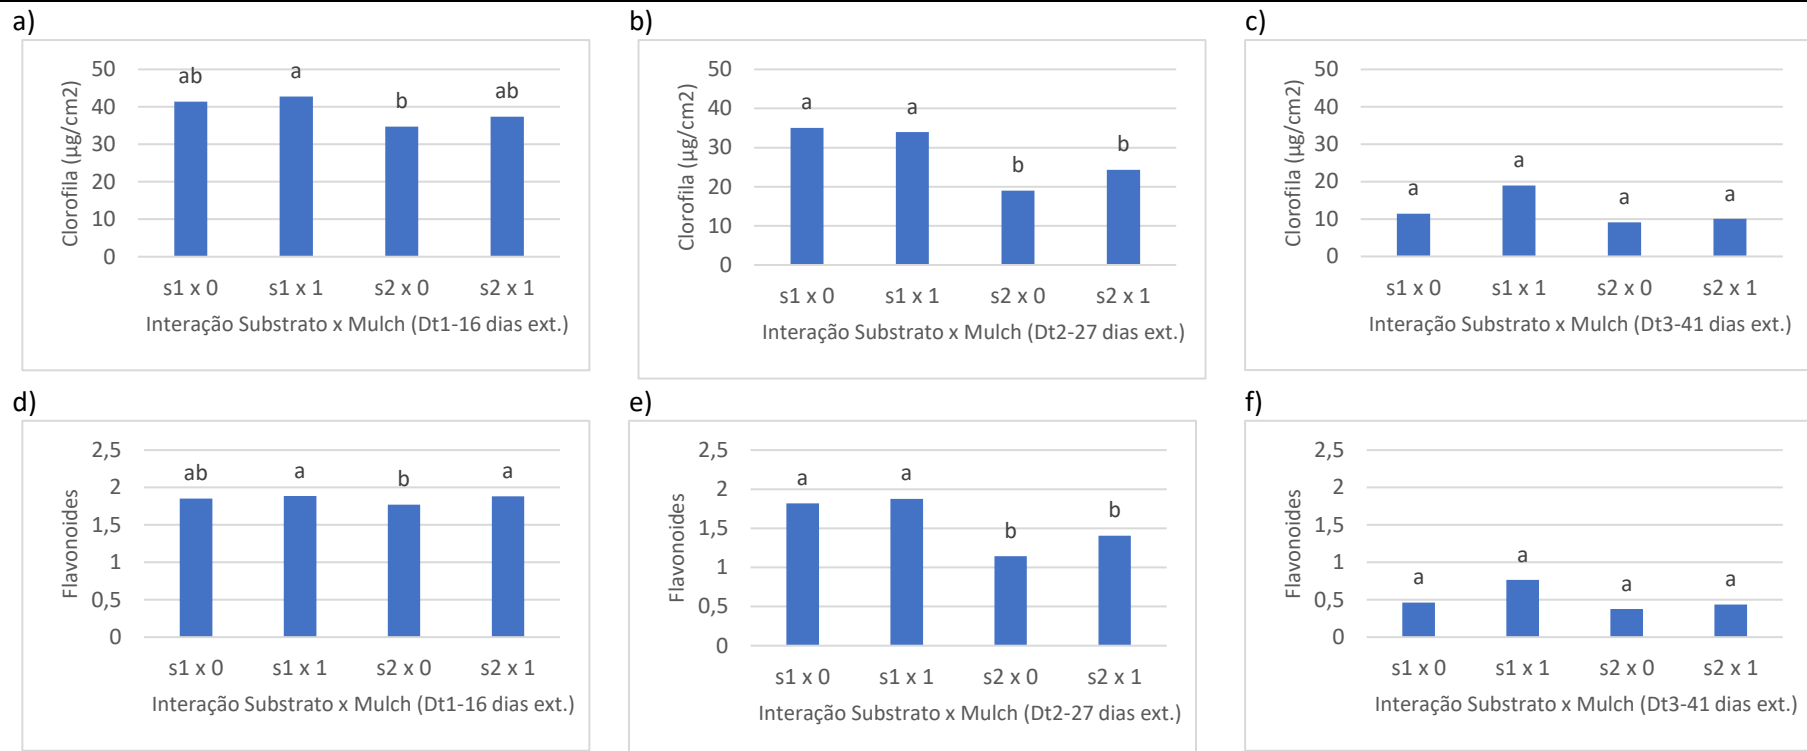 a)
50
40
30
20
10
0
Clorofila (µg/cm2)
ab
a
b
ab
s1 x 0
s1 x 1
s2 x 0
s2 x 1
Interação Substrato x Mulch (Dt1-16 dias ext.)
b)
50
40
30
20
10
0
Clorofila (µg/cm2)
a
a
b
b
s1 x 0
s1 x 1
s2 x 0
s2 x 1
Interação Substrato x Mulch (Dt2-27 dias ext.)
c)
50
40
30
20
10
0
Clorofila (µg/cm2)
a
a
a
a
s1 x 0
s1 x 1
s2 x 0
s2 x 1
Interação Substrato x Mulch (Dt3-41 dias ext.)
d)
2,5
2
1,5
1
0,5
0
Flavonoides
ab
a
b
a
s1 x 0
s1 x 1
s2 x 0
s2 x 1
Interação Substrato x Mulch (Dt1-16 dias ext.)
e)
2,5
2
1,5
1
0,5
0
Flavonoides
a
a
b
b
s1 x 0
s1 x 1
s2 x 0
s2 x 1
Interação Substrato x Mulch (Dt2-27 dias ext.)
f)
2,5
2
1,5
1
0,5
0
Flavonoides
a
a
a
a
s1 x 0
s1 x 1
s2 x 0
s2 x 1
Interação Substrato x Mulch (Dt3-41 dias ext.)